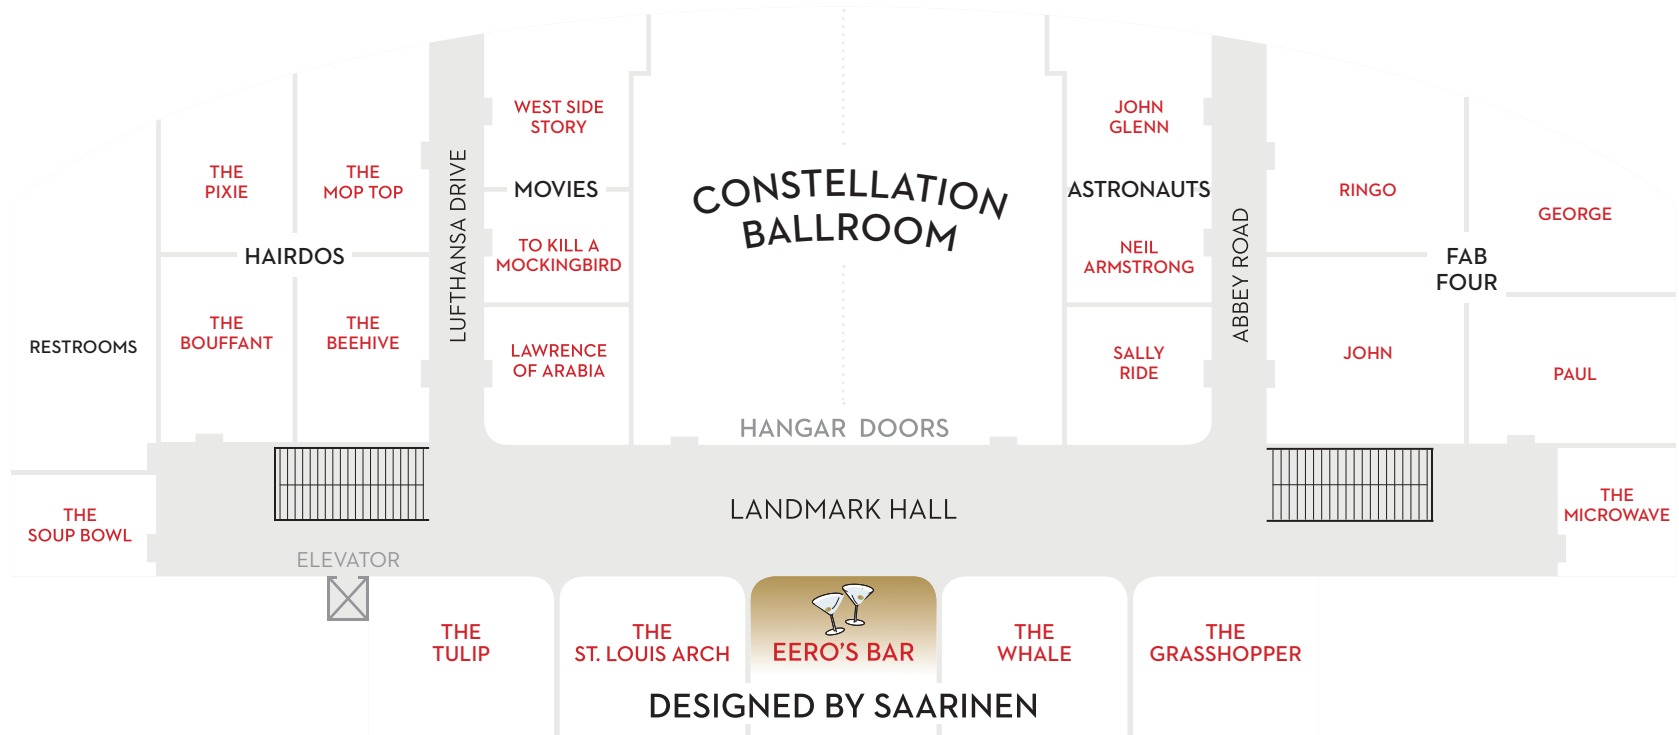 WEST SIDE
STORY
JOHN
GLENN
THE
PIXIE
THE
MOP TOP
LUFTHANSA DRIVE
MOVIES
CONSTELLATION
BALLROOM
ASTRONAUTS
ABBEY ROAD
RINGO
GEORGE
HAIRDOS
TO KILL A
MOCKINGBIRD
NEIL
ARMSTRONG
FAB
FOUR
RESTROOMS
THE
BOUFFANT
THE
BEEHIVE
LAWRENCE
OF ARABIA
SALLY
RIDE
JOHN
PAUL
HANGAR DOORS
THE
SOUP BOWL
LANDMARK HALL
THE
MICROWAVE
ELEVATOR
THE
TULIP
THE
ST. LOUIS ARCH
EERO'S BAR
THE
WHALE
THE
GRASSHOPPER
DESIGNED BY SAARINEN